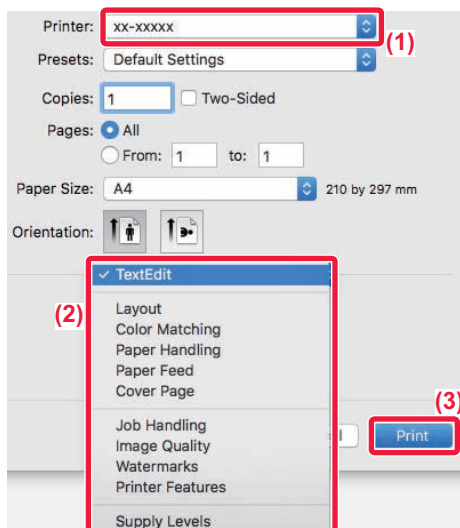 Printer: xx-xxxxx
(1)
Presets: Default Settings
Copies: 1 Two-Sided
Pages: All
From: 1 to: 1
Paper Size: A4 210 by 297 mm
Orientation:
✓ TextEdit
(2)
Layout
Color Matching
Paper Handling
Paper Feed
Cover Page
(3)
Job Handling
Image Quality
Watermarks
Printer Features
Print
Supply Levels